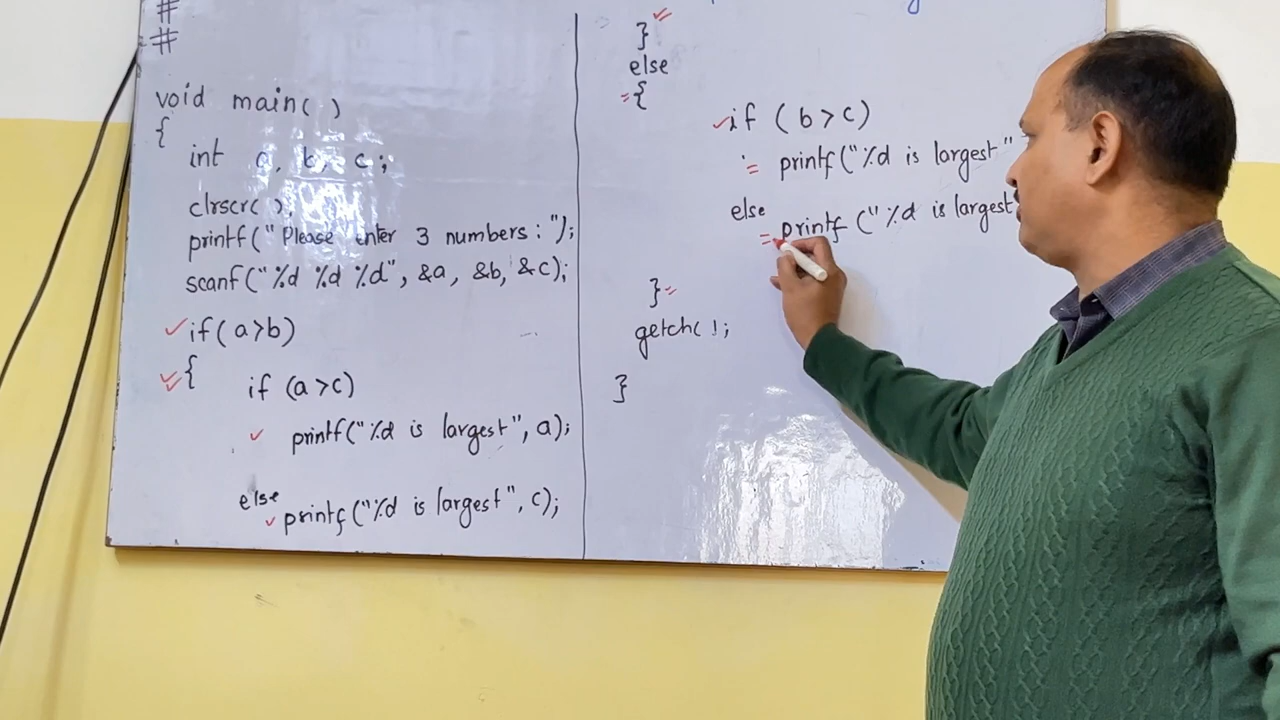 #
#
void main( )
{
int a, b, c ;
clrscr( );
printf(" Please enter 3 numbers : ");
scanf("%d %d %d", &a, &b, &c);
if(a>b)
{
if (a>c)
printf("%d is largest", a);
else
printf("%d is largest", c);
}
else
{
if (b>c)
printf("%d is largest"
else
printf ("%d is largest
}
getch( );
}